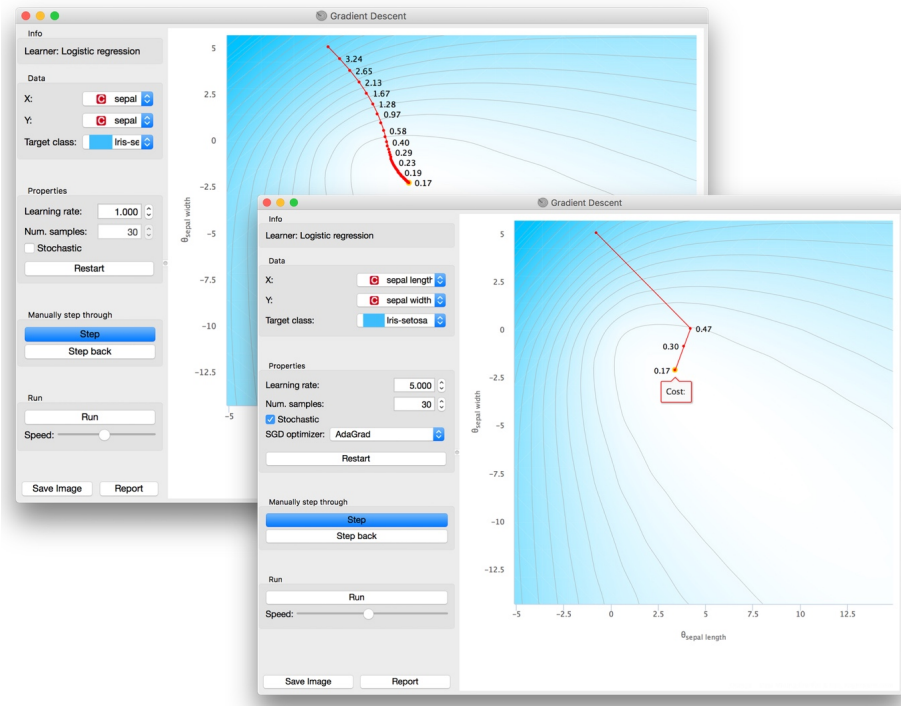 Gradient Descent
Info
Learner: Logistic regression
Data
X: C sepal
Y: C sepal
Target class: Iris-se
Properties
Learning rate: 1.000
Num. samples: 30
Stochastic
Restart
Manually step through
Step
Step back
Run
Run
Speed:
Save Image Report
5
2.5
0
−2.5
−5
−7.5
−10
−12.5
−5
θsepal width
3.24
2.65
2.13
1.67
1.28
0.97
0.58
0.40
0.29
0.23
0.19
0.17
Gradient Descent
Info
Learner: Logistic regression
Data
X: C sepal length
Y: C sepal width
Target class: Iris-setosa
Properties
Learning rate: 5.000
Num. samples: 30
Stochastic
SGD optimizer: AdaGrad
Restart
Manually step through
Step
Step back
Run
Run
Speed:
Save Image Report
5
2.5
0
−2.5
−5
−7.5
−10
−12.5
θsepal width
0.47
0.30
0.17
Cost:
−5 −2.5 0 2.5 5 7.5 10 12.5
θsepal length